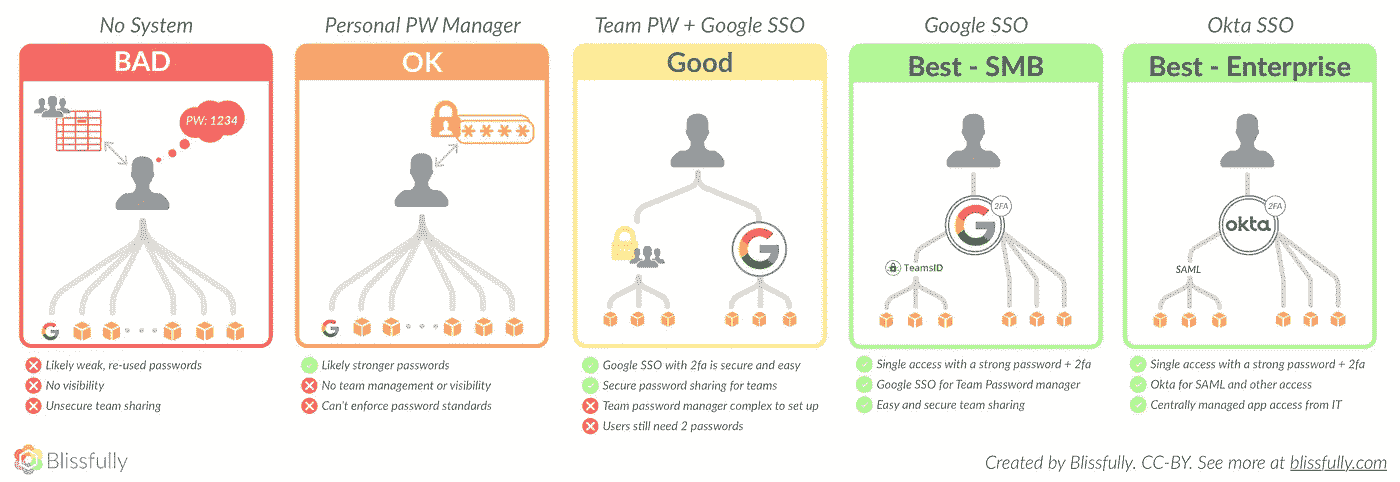 No System
BAD
PW: 1234
G
Likely weak, re-used passwords
No visibility
Unsecure team sharing
Personal PW Manager
OK
* * * *
G
Likely stronger passwords
No team management or visibility
Can't enforce password standards
Team PW + Google SSO
Good
G
Google SSO with 2fa is secure and easy
Secure password sharing for teams
Team password manager complex to set up
Users still need 2 passwords
Google SSO
Best - SMB
2FA
G
TeamsID
Single access with a strong password + 2fa
Google SSO for Team Password manager
Easy and secure team sharing
Okta SSO
Best - Enterprise
2FA
okta
SAML
Single access with a strong password + 2fa
Okta for SAML and other access
Centrally managed app access from IT
Blissfully
Created by Blissfully. CC-BY. See more at blissfully.com